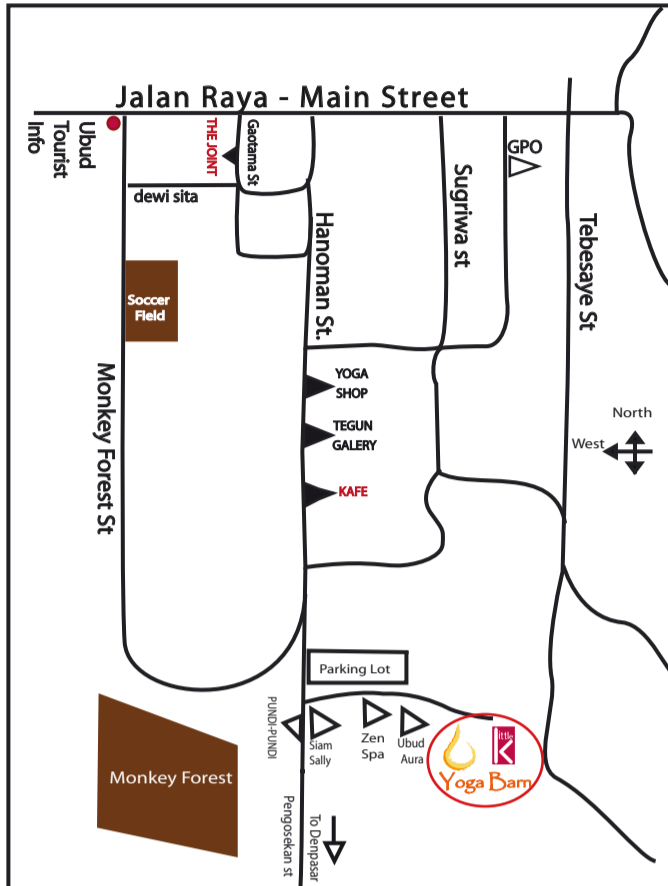 Jalan Raya - Main Street
Ubud
Tourist
Info
THE JOINT
Gaotama St
GPO
dewi sita
Hanoman St.
Sugriwa st
Tebesaye St
Soccer
Field
Monkey Forest St
YOGA
SHOP
TEGUN
GALERY
KAFE
North
West
Parking Lot
PUNDI-PUNDI
Siam
Sally
Zen
Spa
Ubud
Aura
little
K
Yoga Barn
Monkey Forest
Pengosekan st
To Denpasar